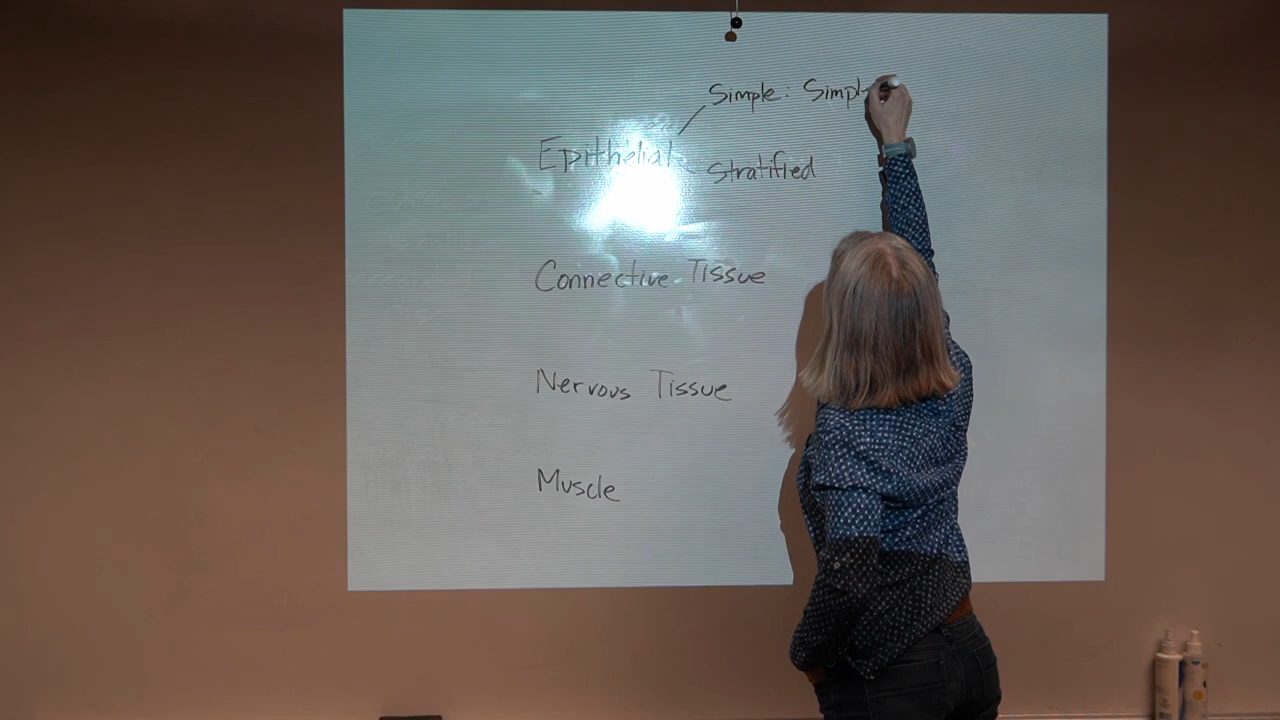 Simple: Simpl
Epithelial
Stratified
Connective Tissue
Nervous Tissue
Muscle